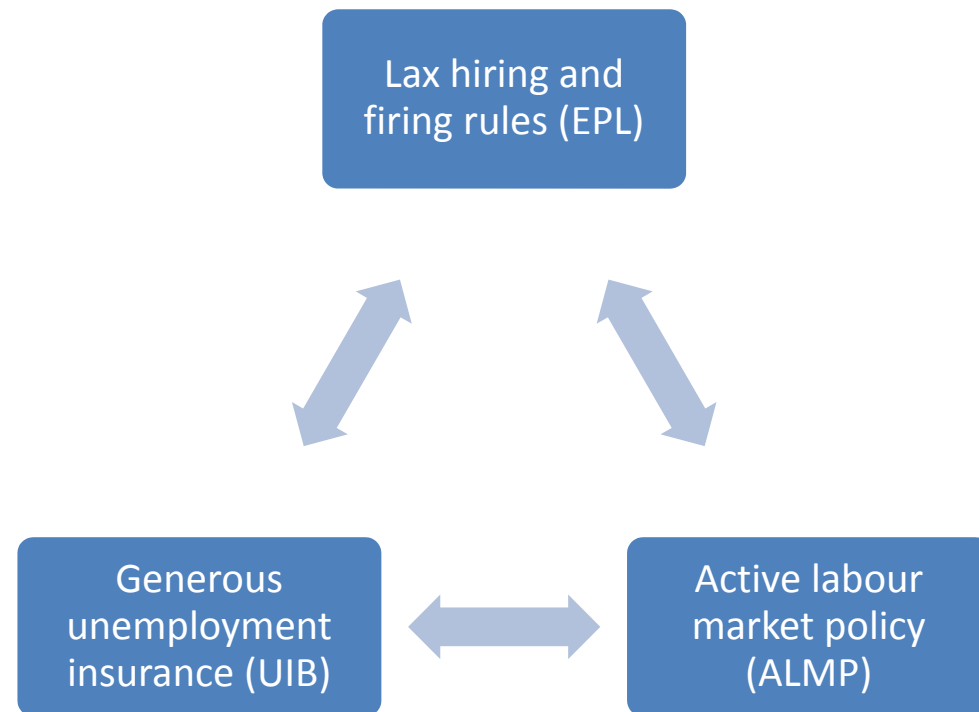 Lax hiring and
firing rules (EPL)
Generous
unemployment
insurance (UIB)
Active labour
market policy
(ALMP)